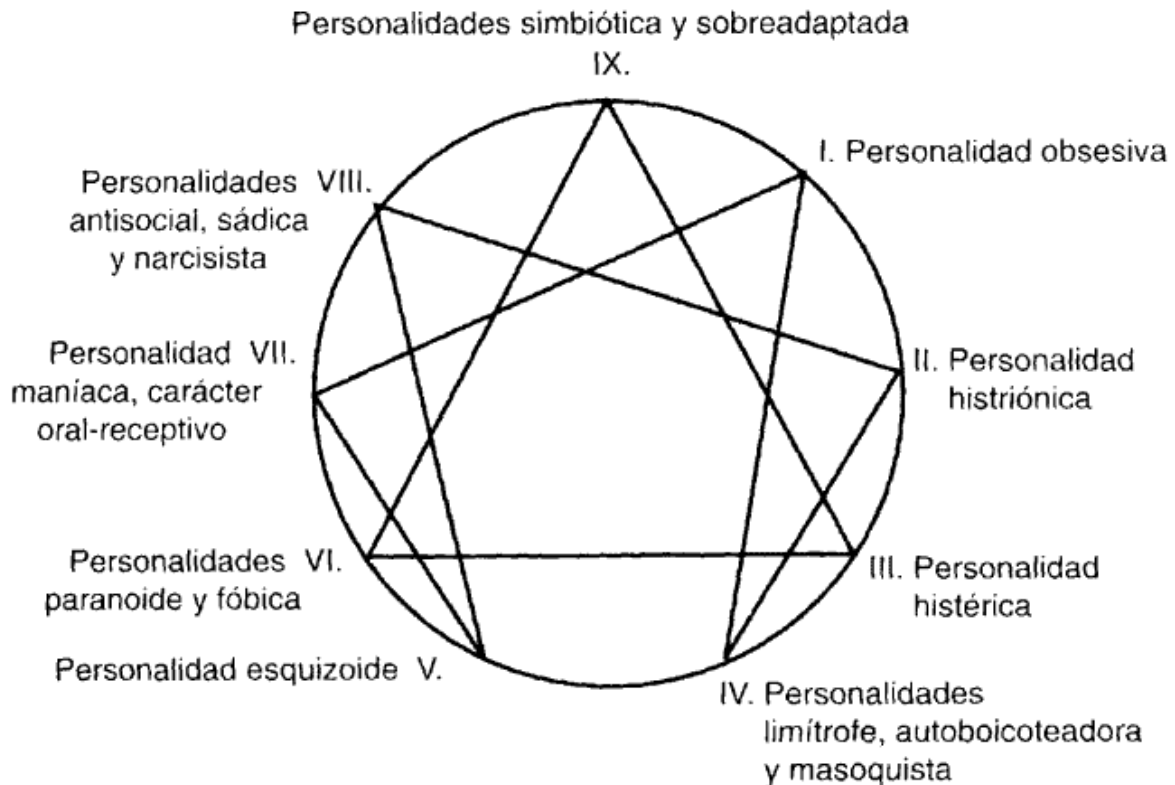 Personalidades simbiótica y sobreadaptada
IX.
I. Personalidad obsesiva
Personalidades VIII.
antisocial, sádica
y narcisista
Personalidad VII.
maníaca, carácter
oral-receptivo
II. Personalidad
histriónica
Personalidades VI.
paranoide y fóbica
III. Personalidad
histérica
Personalidad esquizoide V.
IV. Personalidades
limítrofe, autoboicoteadora
y masoquista